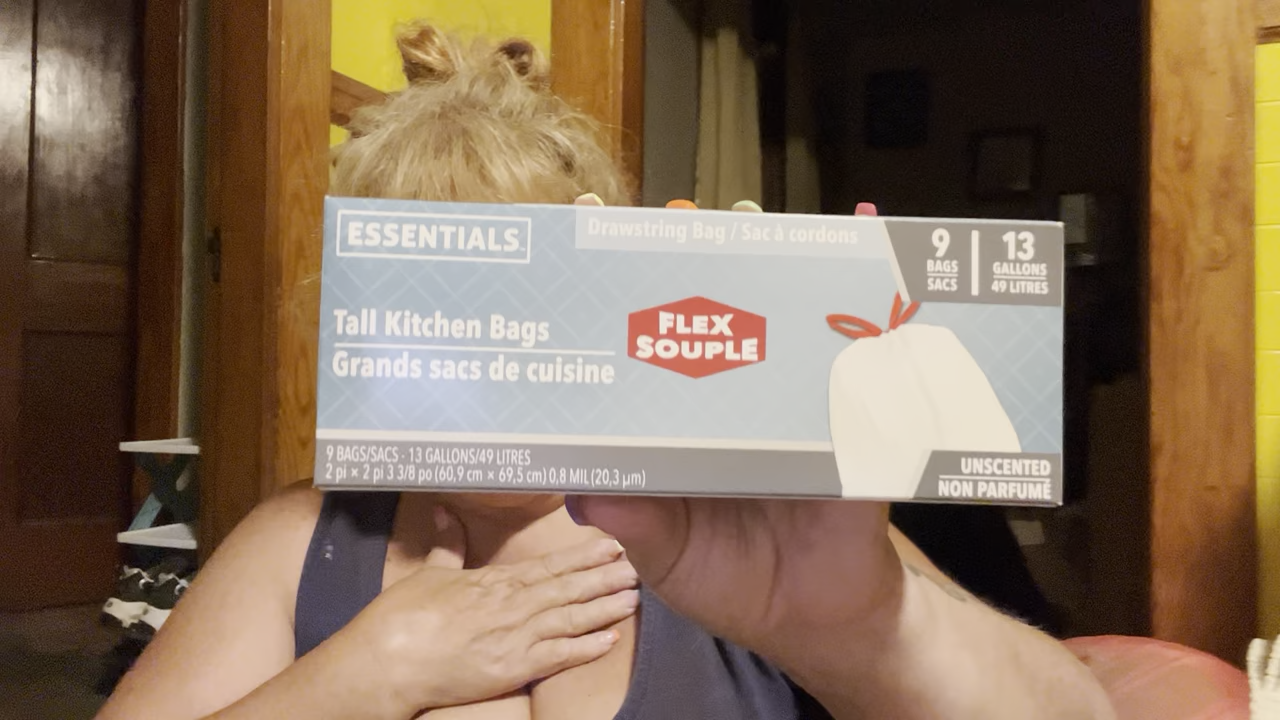 ESSENTIALS™
Drawstring Bag / Sac à cordons
9
BAGS
SACS
13
GALLONS
49 LITRES
Tall Kitchen Bags
Grands sacs de cuisine
FLEX
SOUPLE
9 BAGS/SACS - 13 GALLONS/49 LITRES
2 pi × 2 pi 3 3/8 po (60,9 cm × 69,5 cm) 0,8 MIL (20,3 µm)
UNSCENTED
NON PARFUMÉ